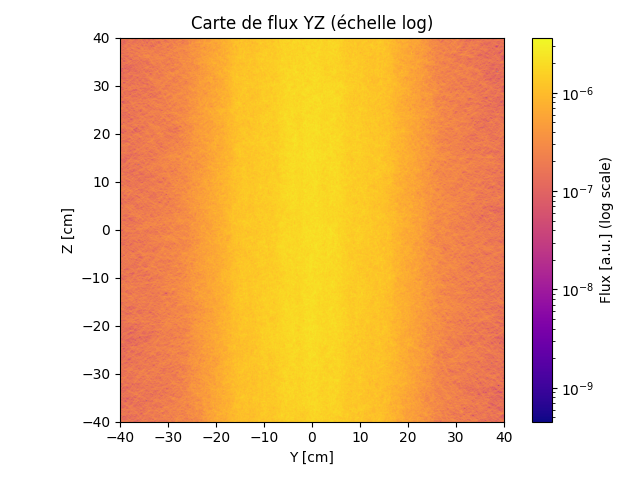 Carte de flux YZ (échelle log)
40
30
20
10
0
−10
−20
−30
−40
Z [cm]
−40 −30 −20 −10 0 10 20 30 40
Y [cm]
10⁻⁶
10⁻⁷
10⁻⁸
10⁻⁹
Flux [a.u.] (log scale)